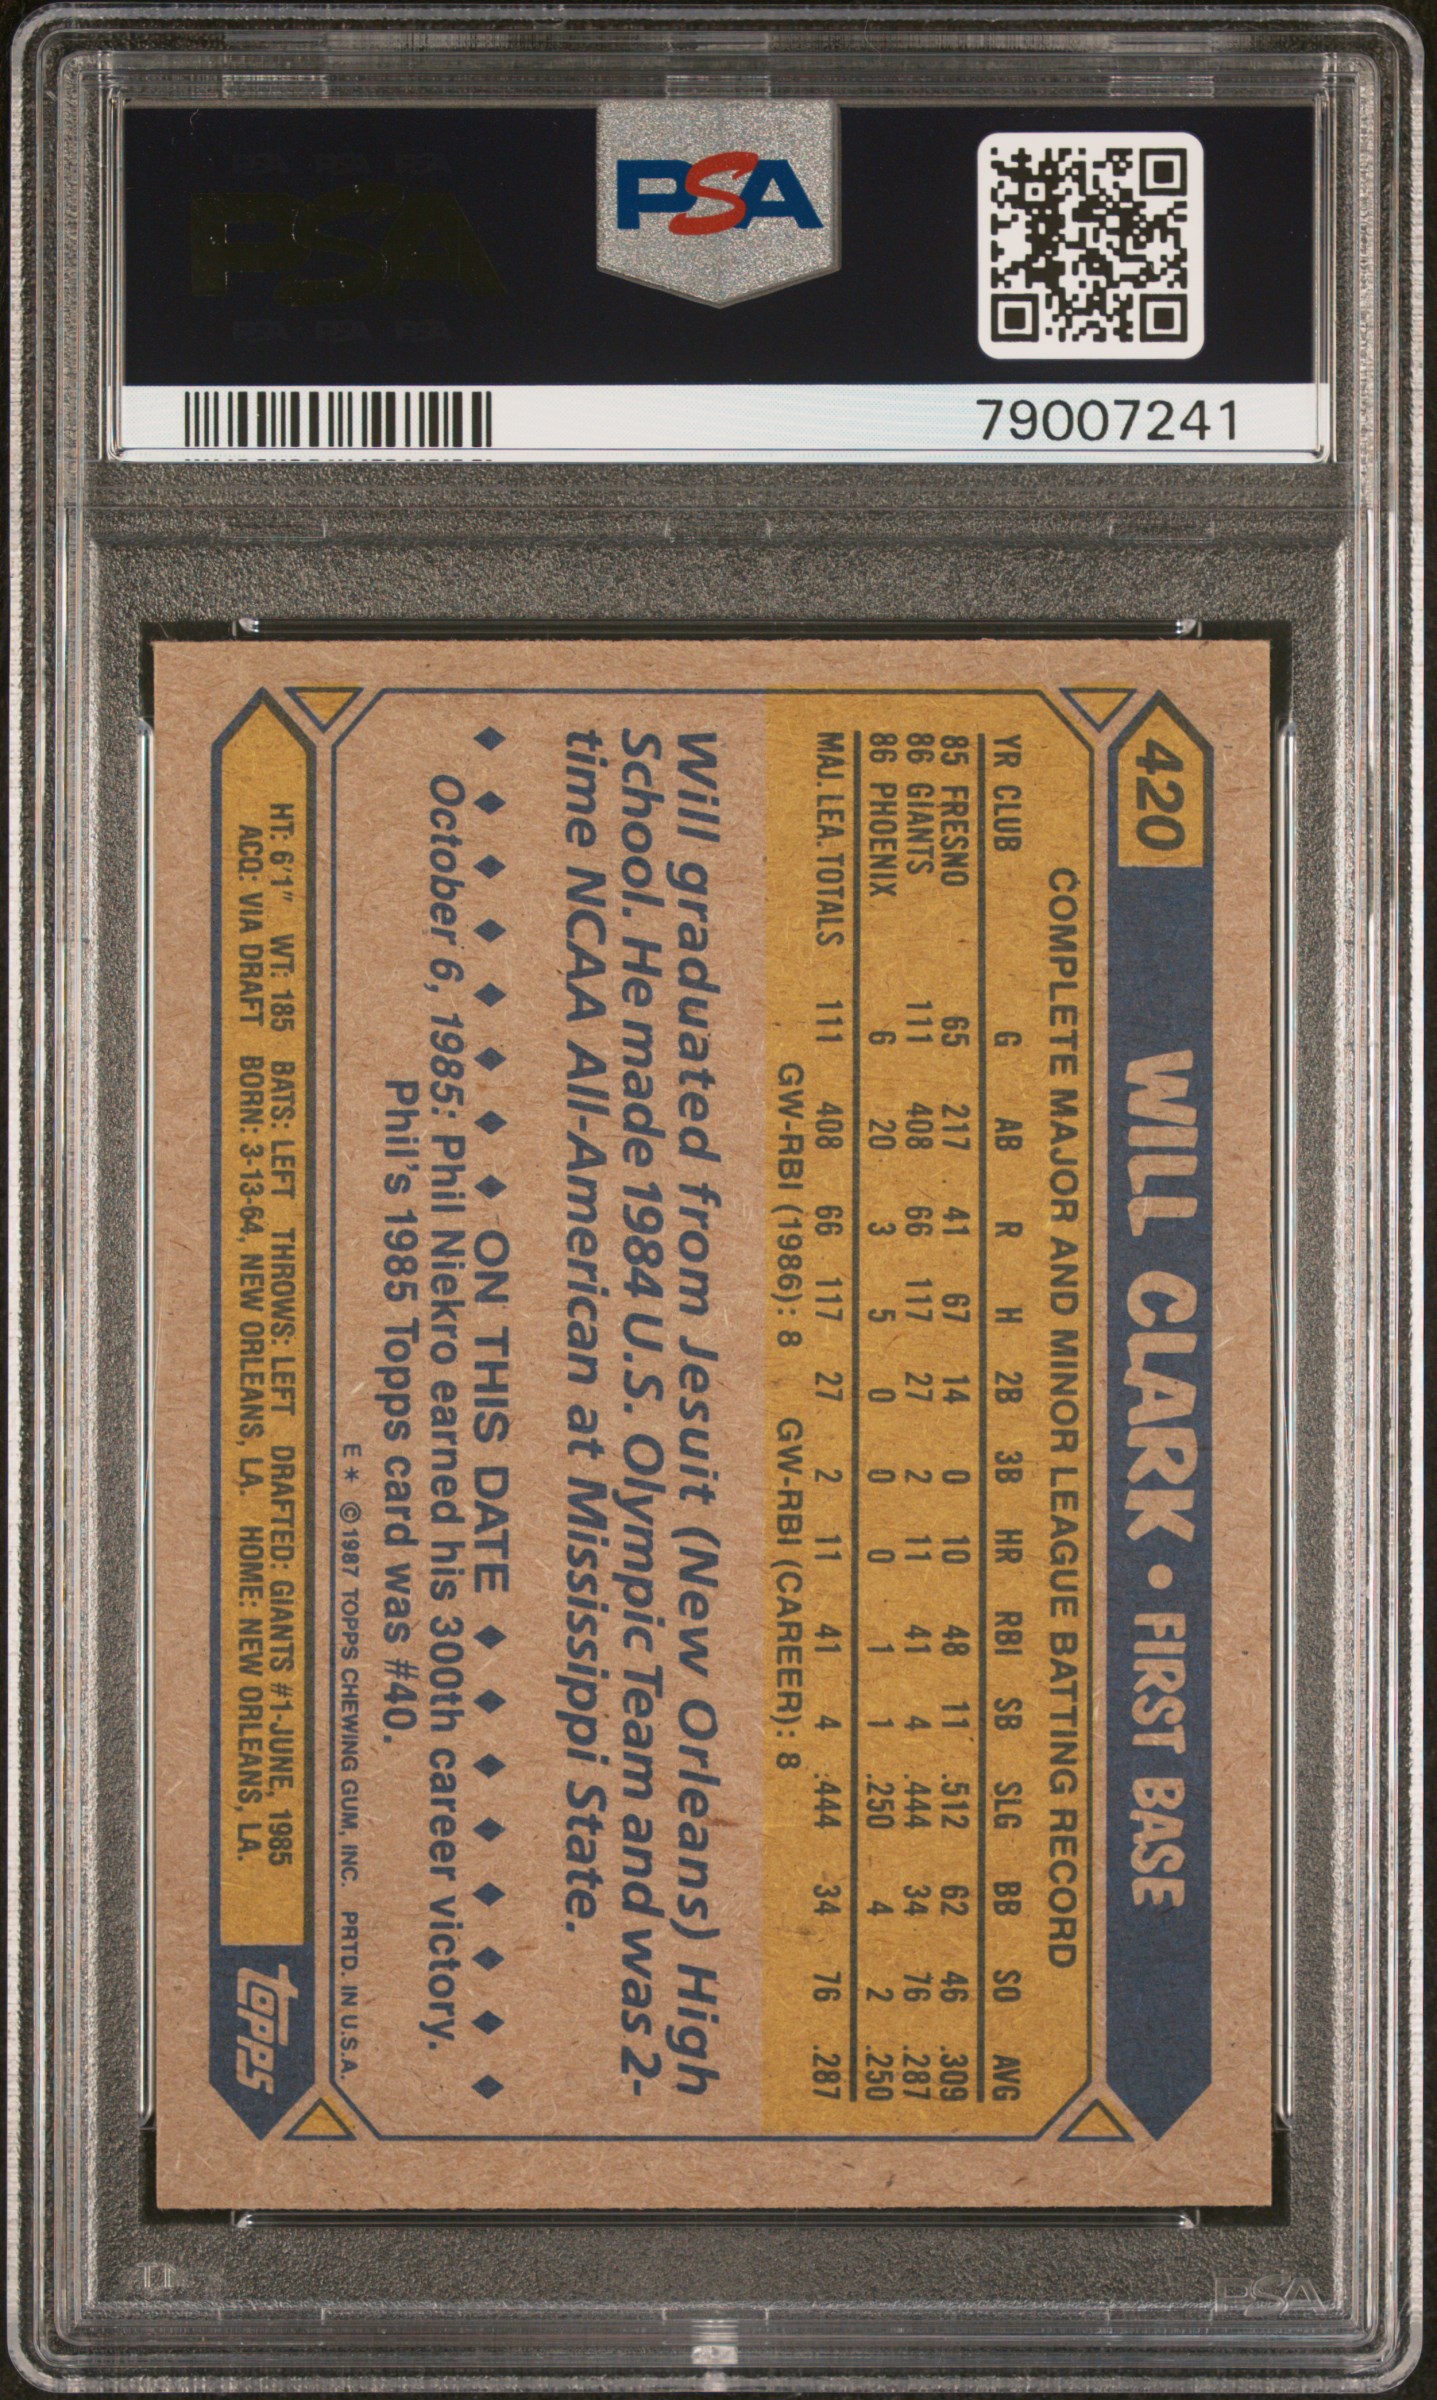 PSA
PSA
79007241
420
WILL CLARK • FIRST BASE
COMPLETE MAJOR AND MINOR LEAGUE BATTING RECORD
YR CLUB G AB R H 2B 3B HR RBI SB SLG BB SO AVG
85 FRESNO 65 217 41 67 14 0 10 48 11 .512 62 46 .309
86 GIANTS 111 408 66 117 27 2 11 41 4 .444 34 76 .287
86 PHOENIX 6 20 3 5 0 0 0 1 1 .250 4 2 .250
MAJ. LEA. TOTALS 111 408 66 117 27 2 11 41 4 .444 34 76 .287
GW-RBI (1986): 8 GW-RBI (CAREER): 8
Will graduated from Jesuit (New Orleans) High
School. He made 1984 U.S. Olympic Team and was 2-
time NCAA All-American at Mississippi State.
ON THIS DATE
October 6, 1985: Phil Niekro earned his 300th career victory.
Phil's 1985 Topps card was #40.
E * © 1987 TOPPS CHEWING GUM, INC. PRTD. IN U.S.A.
HT: 6'1" WT: 185 BATS: LEFT THROWS: LEFT DRAFTED: GIANTS #1-JUNE, 1985
ACQ: VIA DRAFT BORN: 3-13-64, NEW ORLEANS, LA. HOME: NEW ORLEANS, LA.
topps
PSA